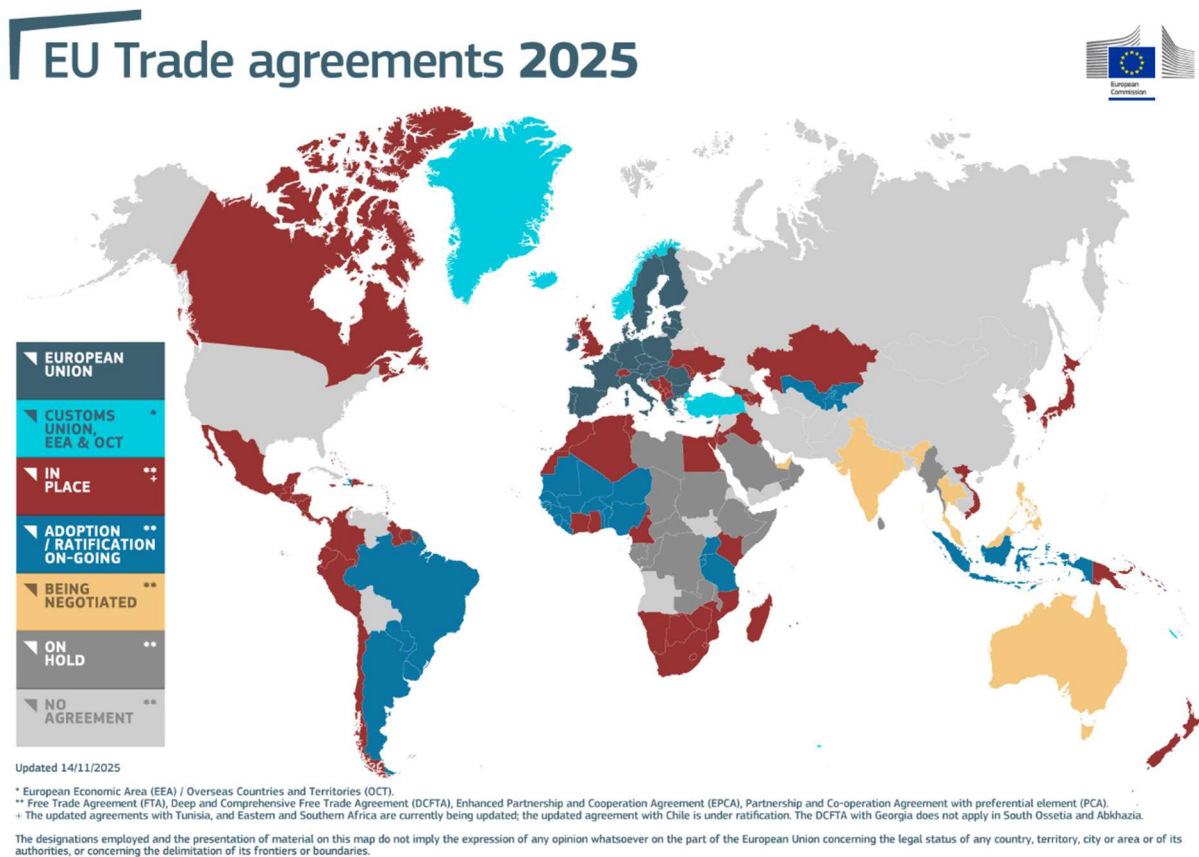 EU Trade agreements 2025
European
Commission
EUROPEAN
UNION
CUSTOMS *
UNION,
EEA & OCT
IN **
PLACE +
ADOPTION **
/ RATIFICATION
ON-GOING
BEING **
NEGOTIATED
ON **
HOLD
NO **
AGREEMENT
Updated 14/11/2025
* European Economic Area (EEA) / Overseas Countries and Territories (OCT).
** Free Trade Agreement (FTA), Deep and Comprehensive Free Trade Agreement (DCFTA), Enhanced Partnership and Cooperation Agreement (EPCA), Partnership and Co-operation Agreement with preferential element (PCA).
+ The updated agreements with Tunisia, and Eastern and Southern Africa are currently being updated; the updated agreement with Chile is under ratification. The DCFTA with Georgia does not apply in South Ossetia and Abkhazia.
The designations employed and the presentation of material on this map do not imply the expression of any opinion whatsoever on the part of the European Union concerning the legal status of any country, territory, city or area or of its
authorities, or concerning the delimitation of its frontiers or boundaries.